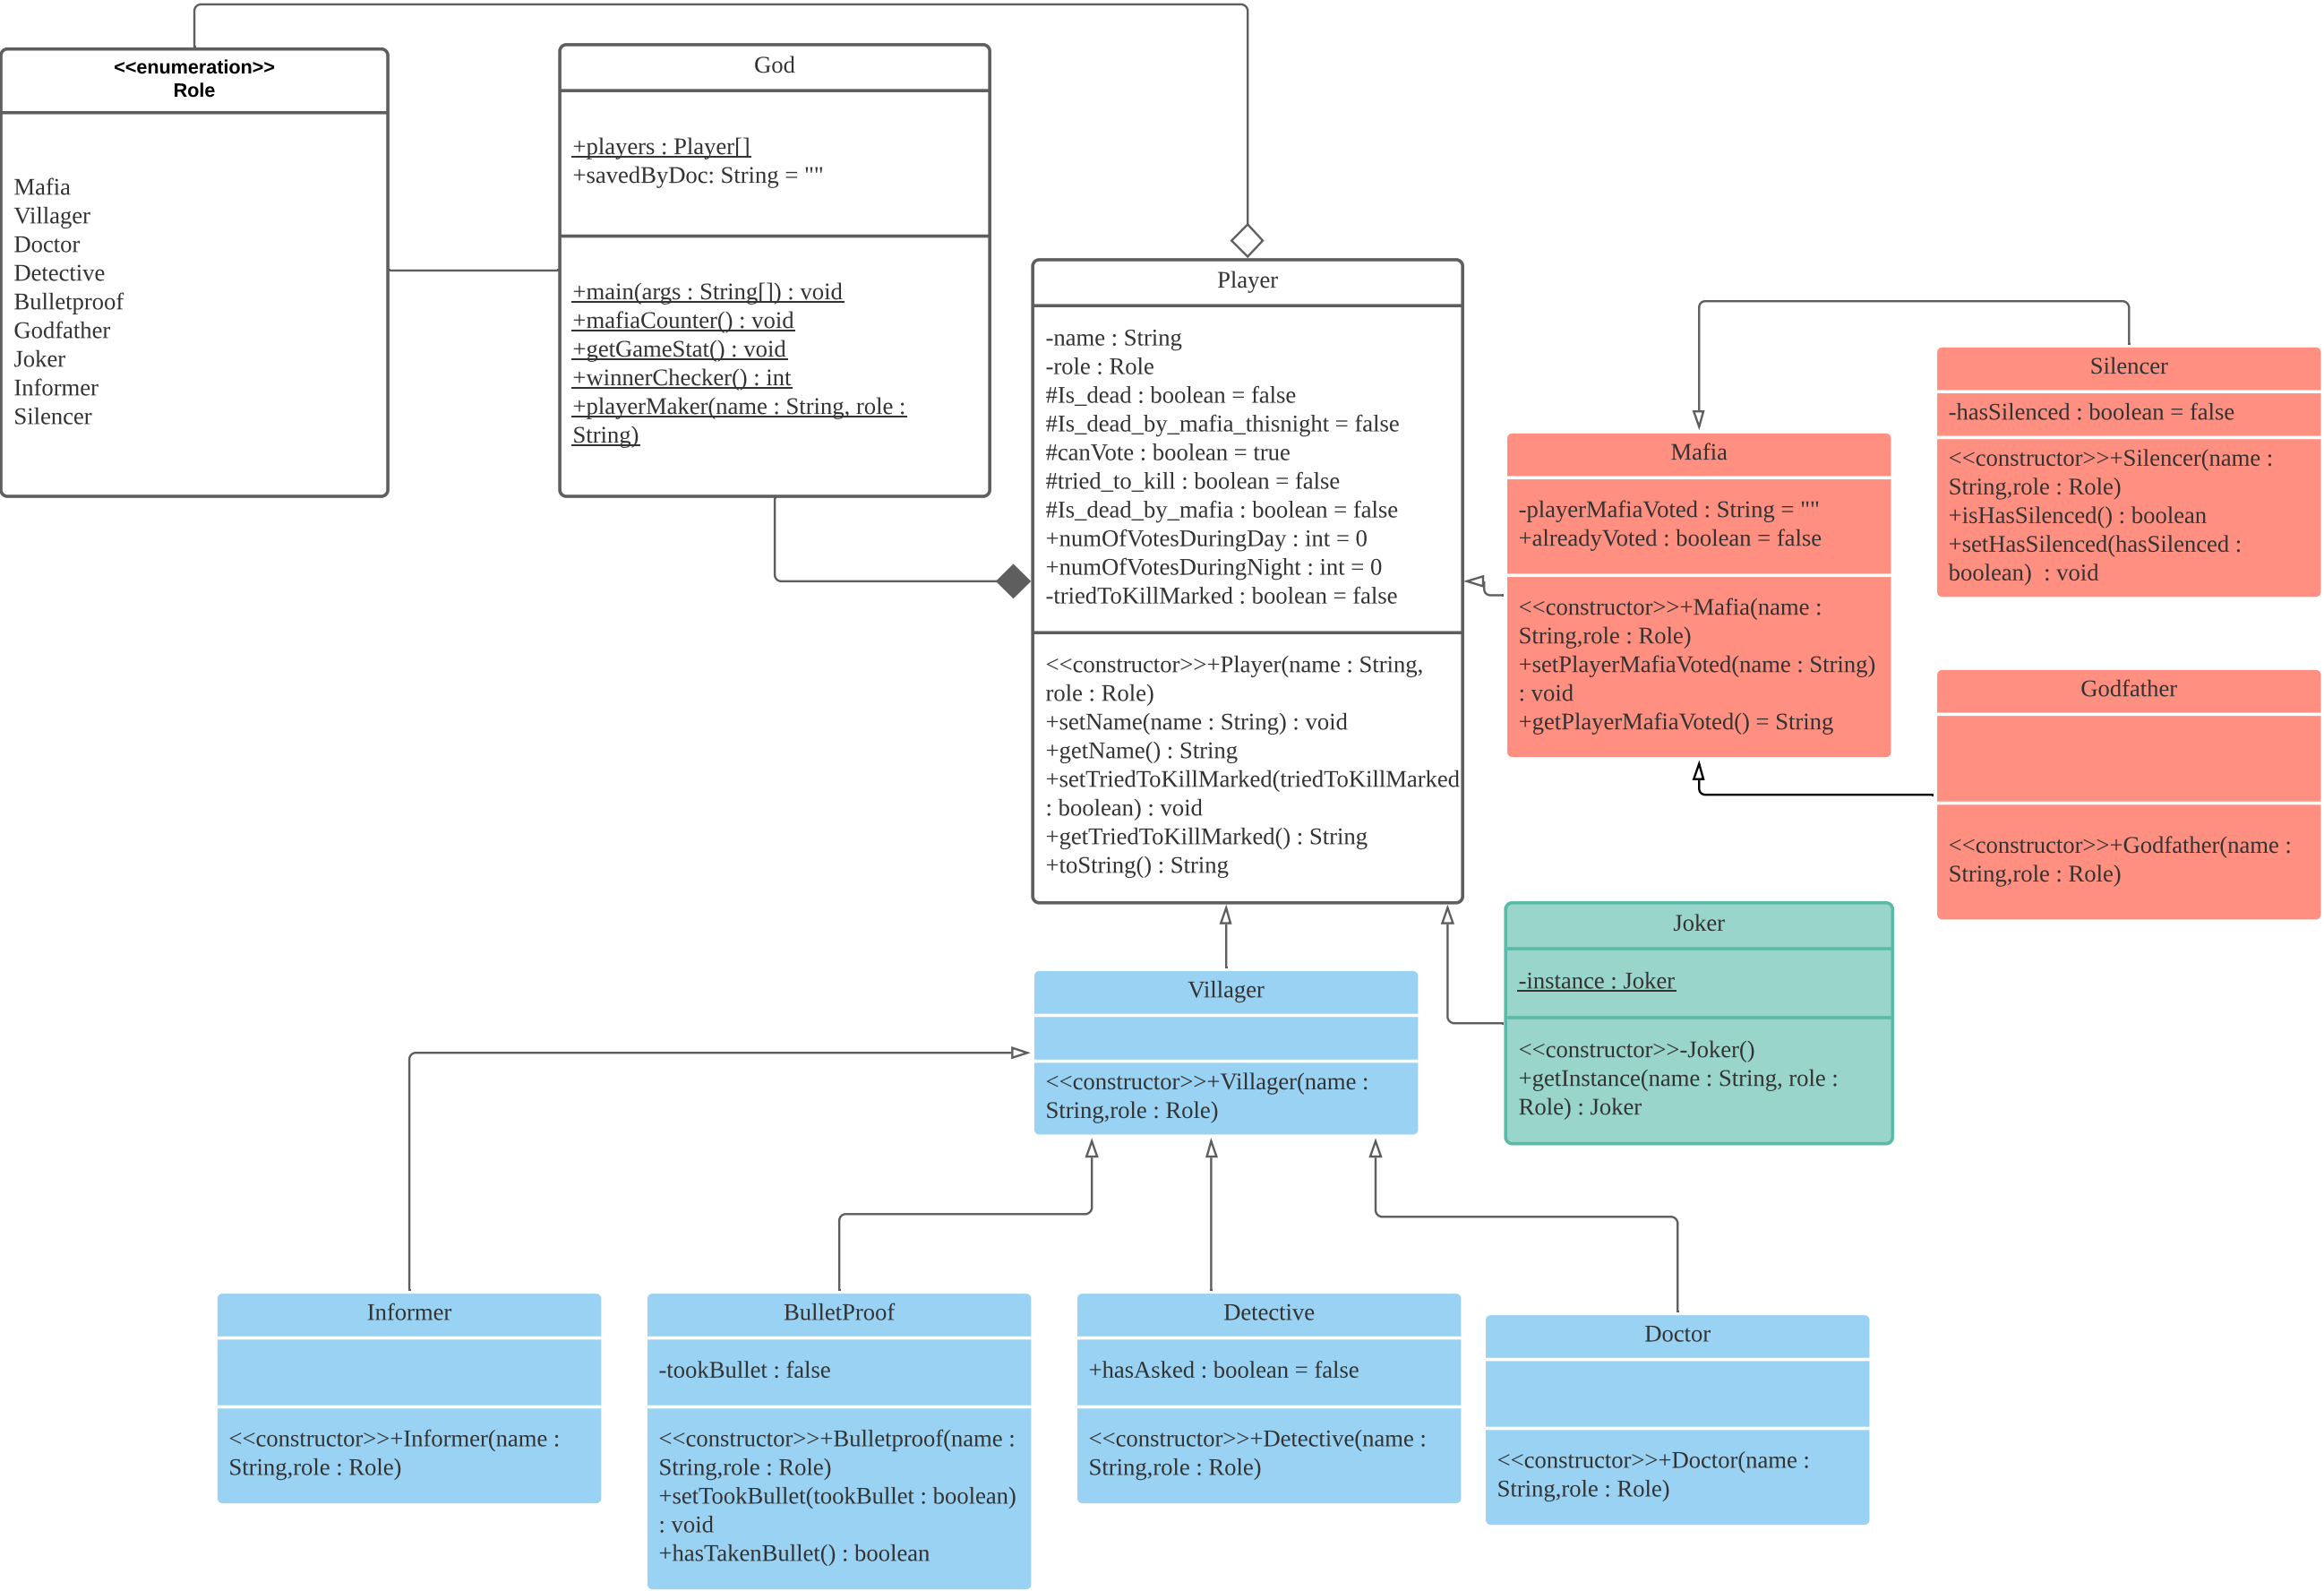 <<enumeration>>
Role
Mafia
Villager
Doctor
Detective
Bulletproof
Godfather
Joker
Informer
Silencer
God
+players : Player[]
+savedByDoc: String = ""
+main(args : String[]) : void
+mafiaCounter() : void
+getGameStat() : void
+winnerChecker() : int
+playerMaker(name : String, role :
String)
Player
-name : String
-role : Role
#Is_dead : boolean = false
#Is_dead_by_mafia_thisnight = false
#canVote : boolean = true
#tried_to_kill : boolean = false
#Is_dead_by_mafia : boolean = false
+numOfVotesDuringDay : int = 0
+numOfVotesDuringNight : int = 0
-triedToKillMarked : boolean = false
<<constructor>>+Player(name : String,
role : Role)
+setName(name : String) : void
+getName() : String
+setTriedToKillMarked(triedToKillMarked
: boolean) : void
+getTriedToKillMarked() : String
+toString() : String
Mafia
-playerMafiaVoted : String = ""
+alreadyVoted : boolean = false
<<constructor>>+Mafia(name :
String,role : Role)
+setPlayerMafiaVoted(name : String)
: void
+getPlayerMafiaVoted() = String
Silencer
-hasSilenced : boolean = false
<<constructor>>+Silencer(name :
String,role : Role)
+isHasSilenced() : boolean
+setHasSilenced(hasSilenced :
boolean)  : void
Godfather
<<constructor>>+Godfather(name :
String,role : Role)
Joker
-instance : Joker
<<constructor>>-Joker()
+getInstance(name : String, role :
Role) : Joker
Villager
<<constructor>>+Villager(name :
String,role : Role)
Informer
<<constructor>>+Informer(name :
String,role : Role)
BulletProof
-tookBullet : false
<<constructor>>+Bulletproof(name :
String,role : Role)
+setTookBullet(tookBullet : boolean)
: void
+hasTakenBullet() : boolean
Detective
+hasAsked : boolean = false
<<constructor>>+Detective(name :
String,role : Role)
Doctor
<<constructor>>+Doctor(name :
String,role : Role)